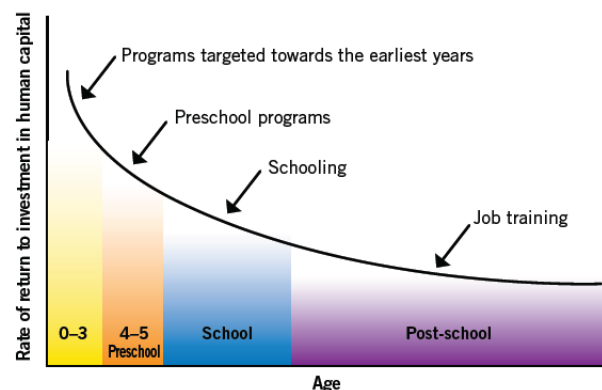 Rate of return to investment in human capital
Programs targeted towards the earliest years
Preschool programs
Schooling
Job training
0–3
4–5
Preschool
School
Post-school
Age